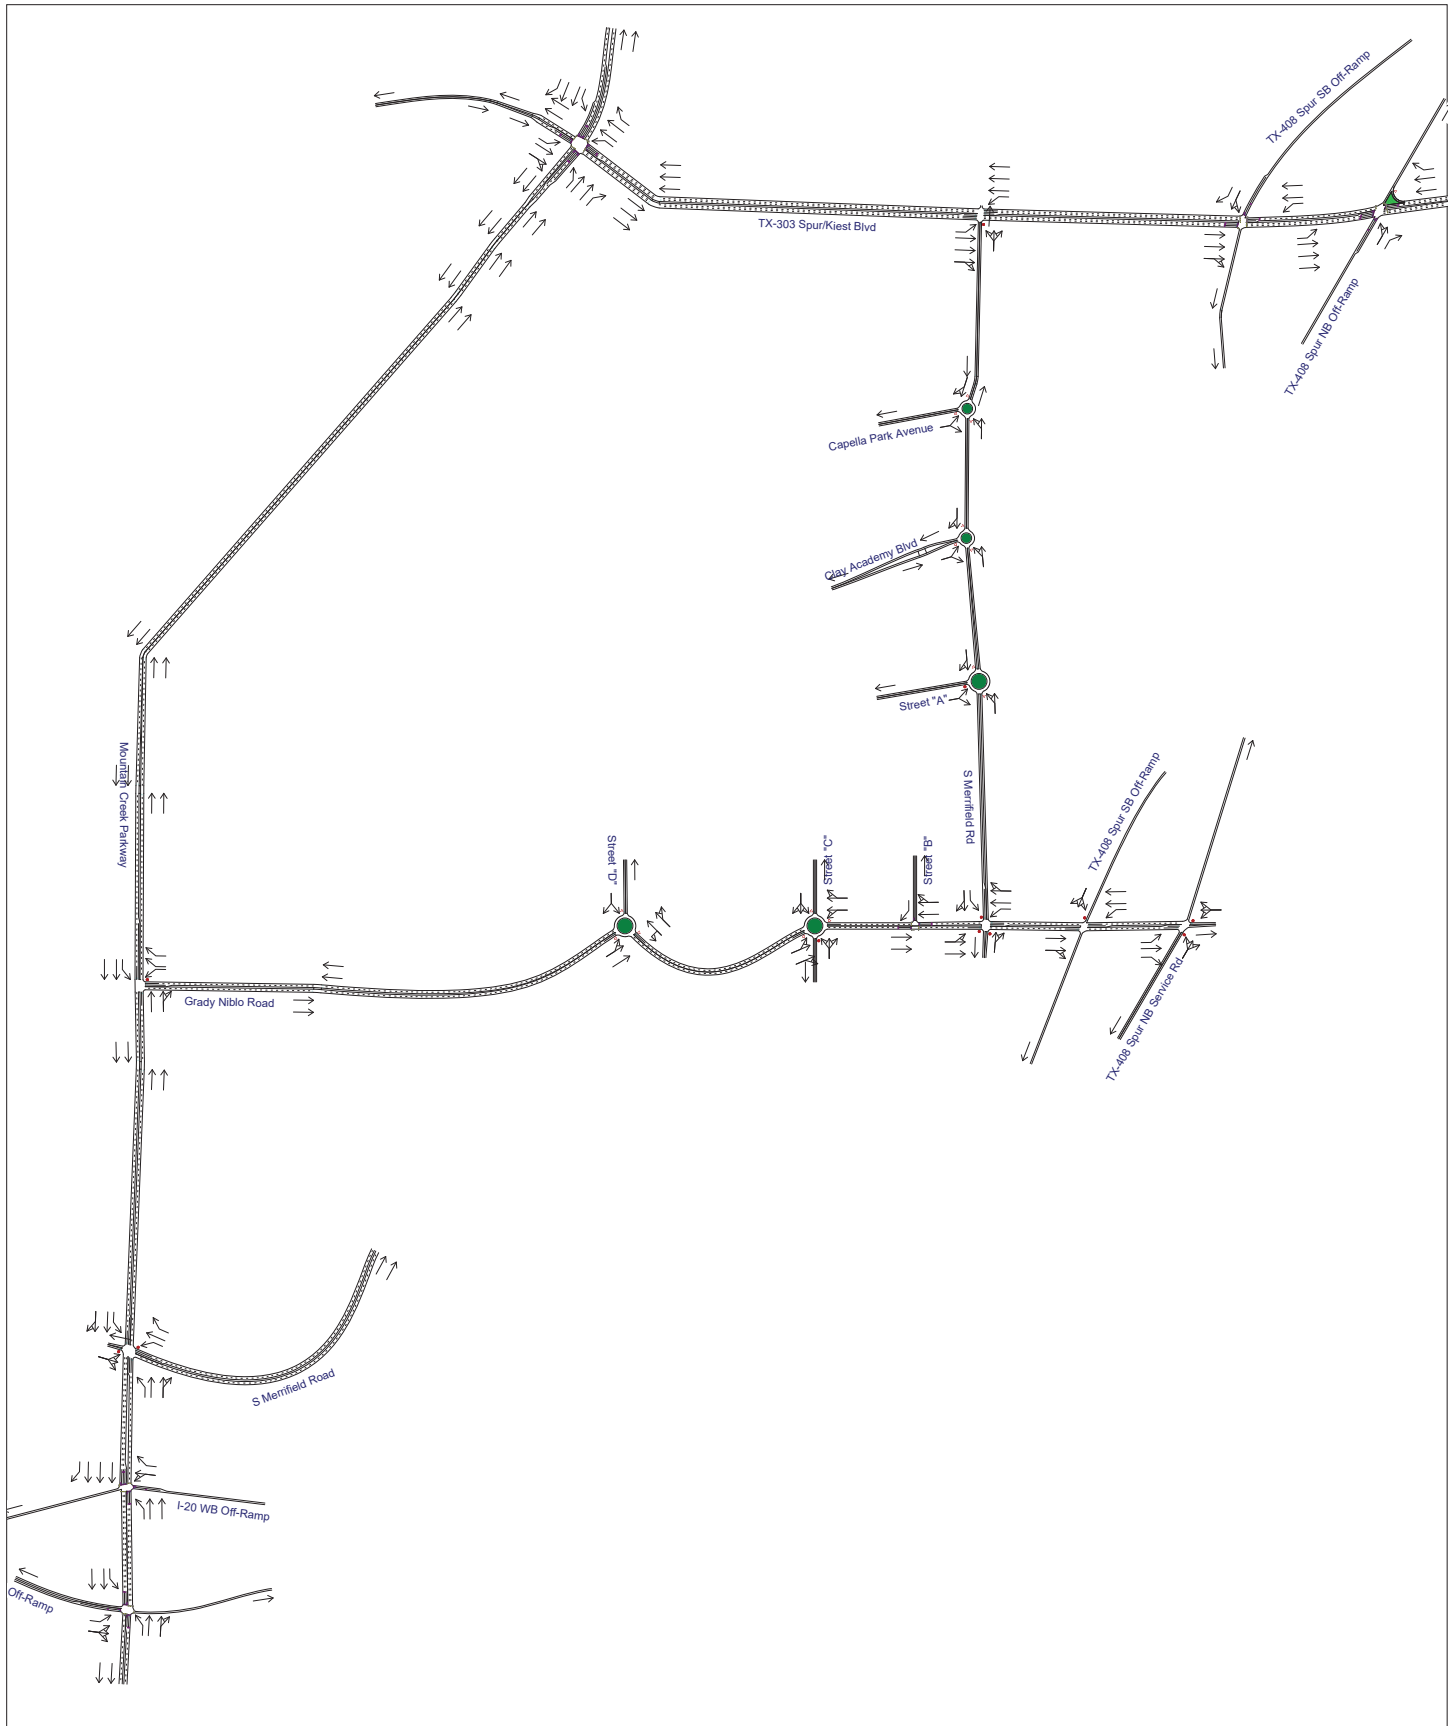 TX-408 Spur SB Off-Ramp
TX-303 Spur/Kiest Blvd
TX-408 Spur NB Off-Ramp
Capella Park Avenue
Clay Academy Blvd
Street "A"
Mountain Creek Parkway
S Merrifield Rd
TX-408 Spur SB Off-Ramp
Street "D"
Street "C"
Street "B"
Grady Niblo Road
TX-408 Spur NB Service Rd
S Merrifield Road
I-20 WB Off-Ramp
Off-Ramp